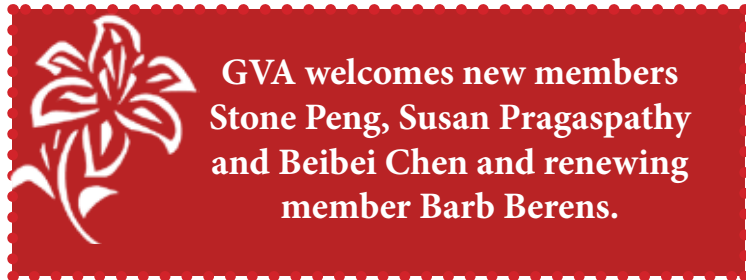 GVA welcomes new members
Stone Peng, Susan Pragaspathy
and Beibei Chen and renewing
member Barb Berens.